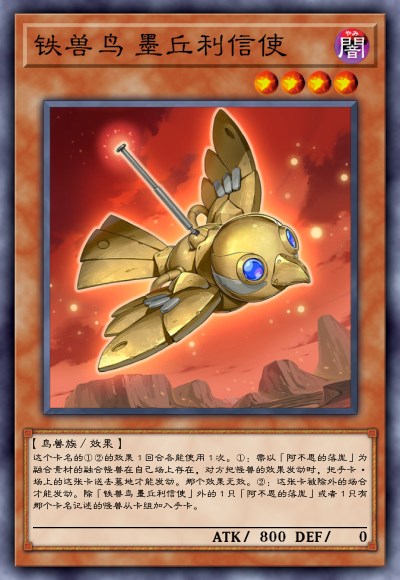 铁兽鸟 墨丘利信使
やみ
闇
【鸟兽族/效果】
这个卡名的①②的效果1回合各能使用1次。①：需以「阿不思的落胤」为
融合素材的融合怪兽在自己场上存在，对方把怪兽的效果发动时，把手卡·
场上的这张卡送去墓地才能发动。那个效果无效。②：这张卡被除外的场合
才能发动。除「铁兽鸟 墨丘利信使」外的1只「阿不思的落胤」或者1只有
那个卡名记述的怪兽从卡组加入手卡。
ATK/ 800 DEF/ 0